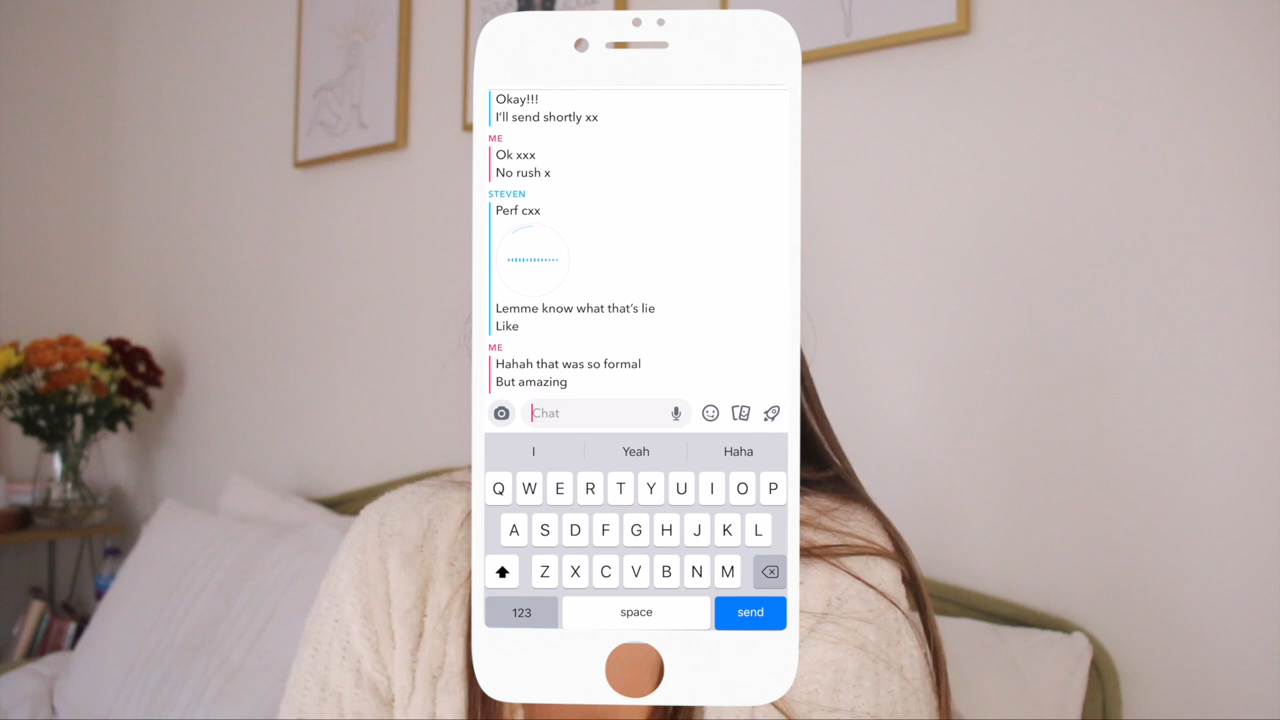 Okay!!!
I'll send shortly xx
ME
Ok xxx
No rush x
STEVEN
Perf cxx
Lemme know what that's lie
Like
ME
Hahah that was so formal
But amazing
Chat
I Yeah Haha
Q W E R T Y U I O P
A S D F G H J K L
Z X C V B N M
123 space send